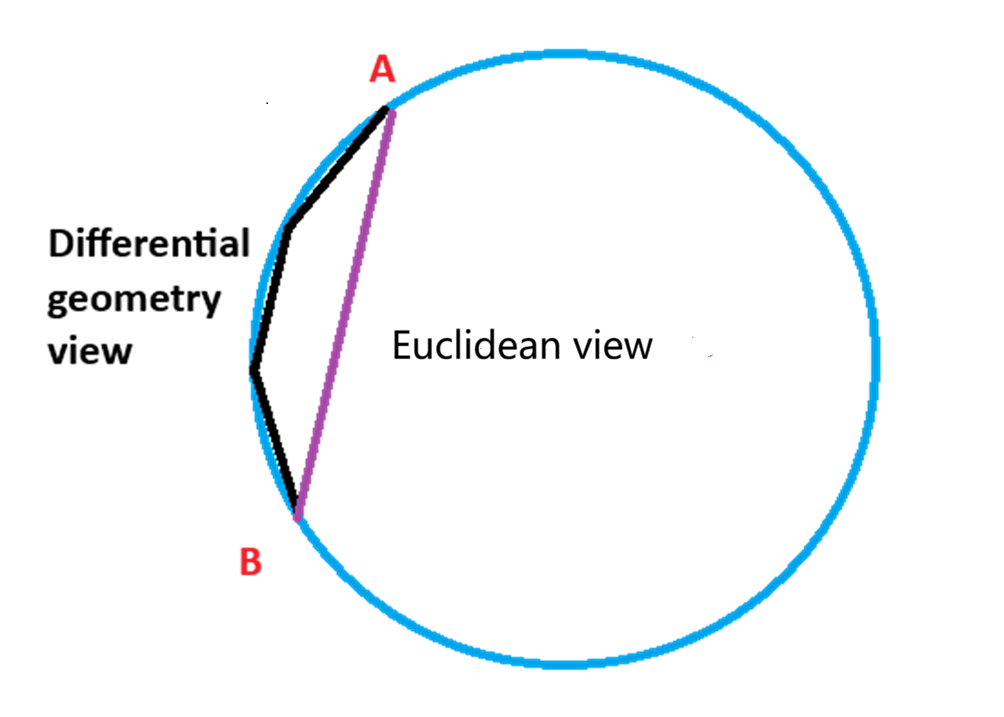 A
Differential
geometry
view
Euclidean view
B